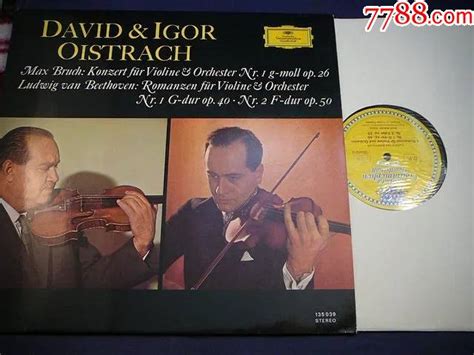 7788.com
DAVID & IGOR
OISTRACH
Max Bruch: Konzert für Violine & Orchester Nr. 1 g-moll op. 26
Ludwig van Beethoven: Romanzen für Violine & Orchester
Nr. 1 G-dur op. 40 · Nr. 2 F-dur op. 50
135 039
STEREO